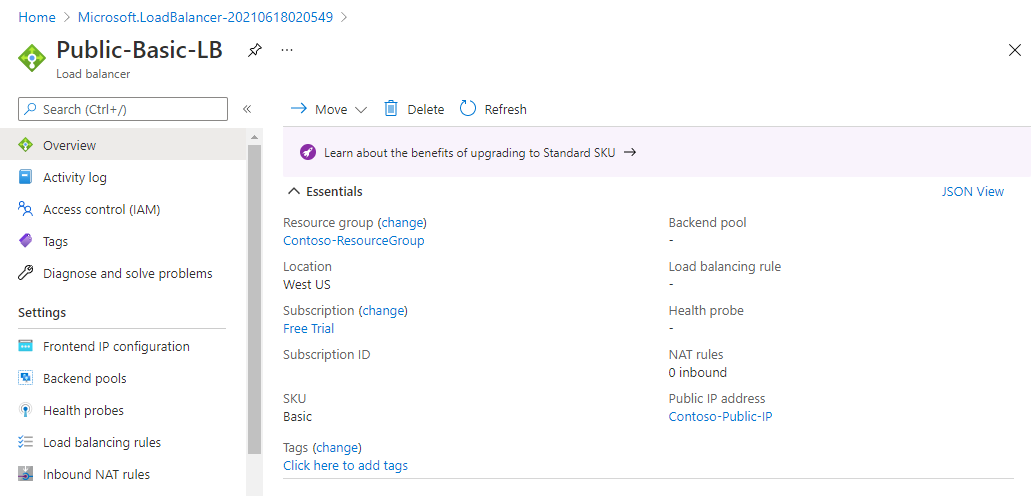 Home > Microsoft.LoadBalancer-20210618020549 >
Public-Basic-LB ...
Load balancer
Search (Ctrl+/)
«
Overview
Activity log
Access control (IAM)
Tags
Diagnose and solve problems
Settings
Frontend IP configuration
Backend pools
Health probes
Load balancing rules
Inbound NAT rules
Move Delete Refresh
Learn about the benefits of upgrading to Standard SKU →
Essentials JSON View
Resource group (change)
Contoso-ResourceGroup
Location
West US
Subscription (change)
Free Trial
Subscription ID
SKU
Basic
Tags (change)
Click here to add tags
Backend pool
-
Load balancing rule
-
Health probe
-
NAT rules
0 inbound
Public IP address
Contoso-Public-IP